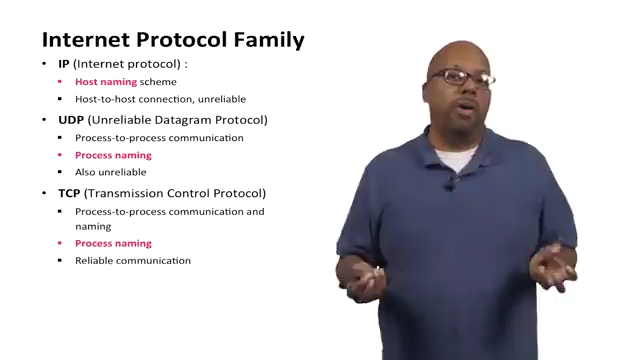 Internet Protocol Family
• IP (Internet protocol) :
▪ Host naming scheme
▪ Host-to-host connection, unreliable
• UDP (Unreliable Datagram Protocol)
▪ Process-to-process communication
▪ Process naming
▪ Also unreliable
• TCP (Transmission Control Protocol)
▪ Process-to-process communication and
naming
▪ Process naming
▪ Reliable communication